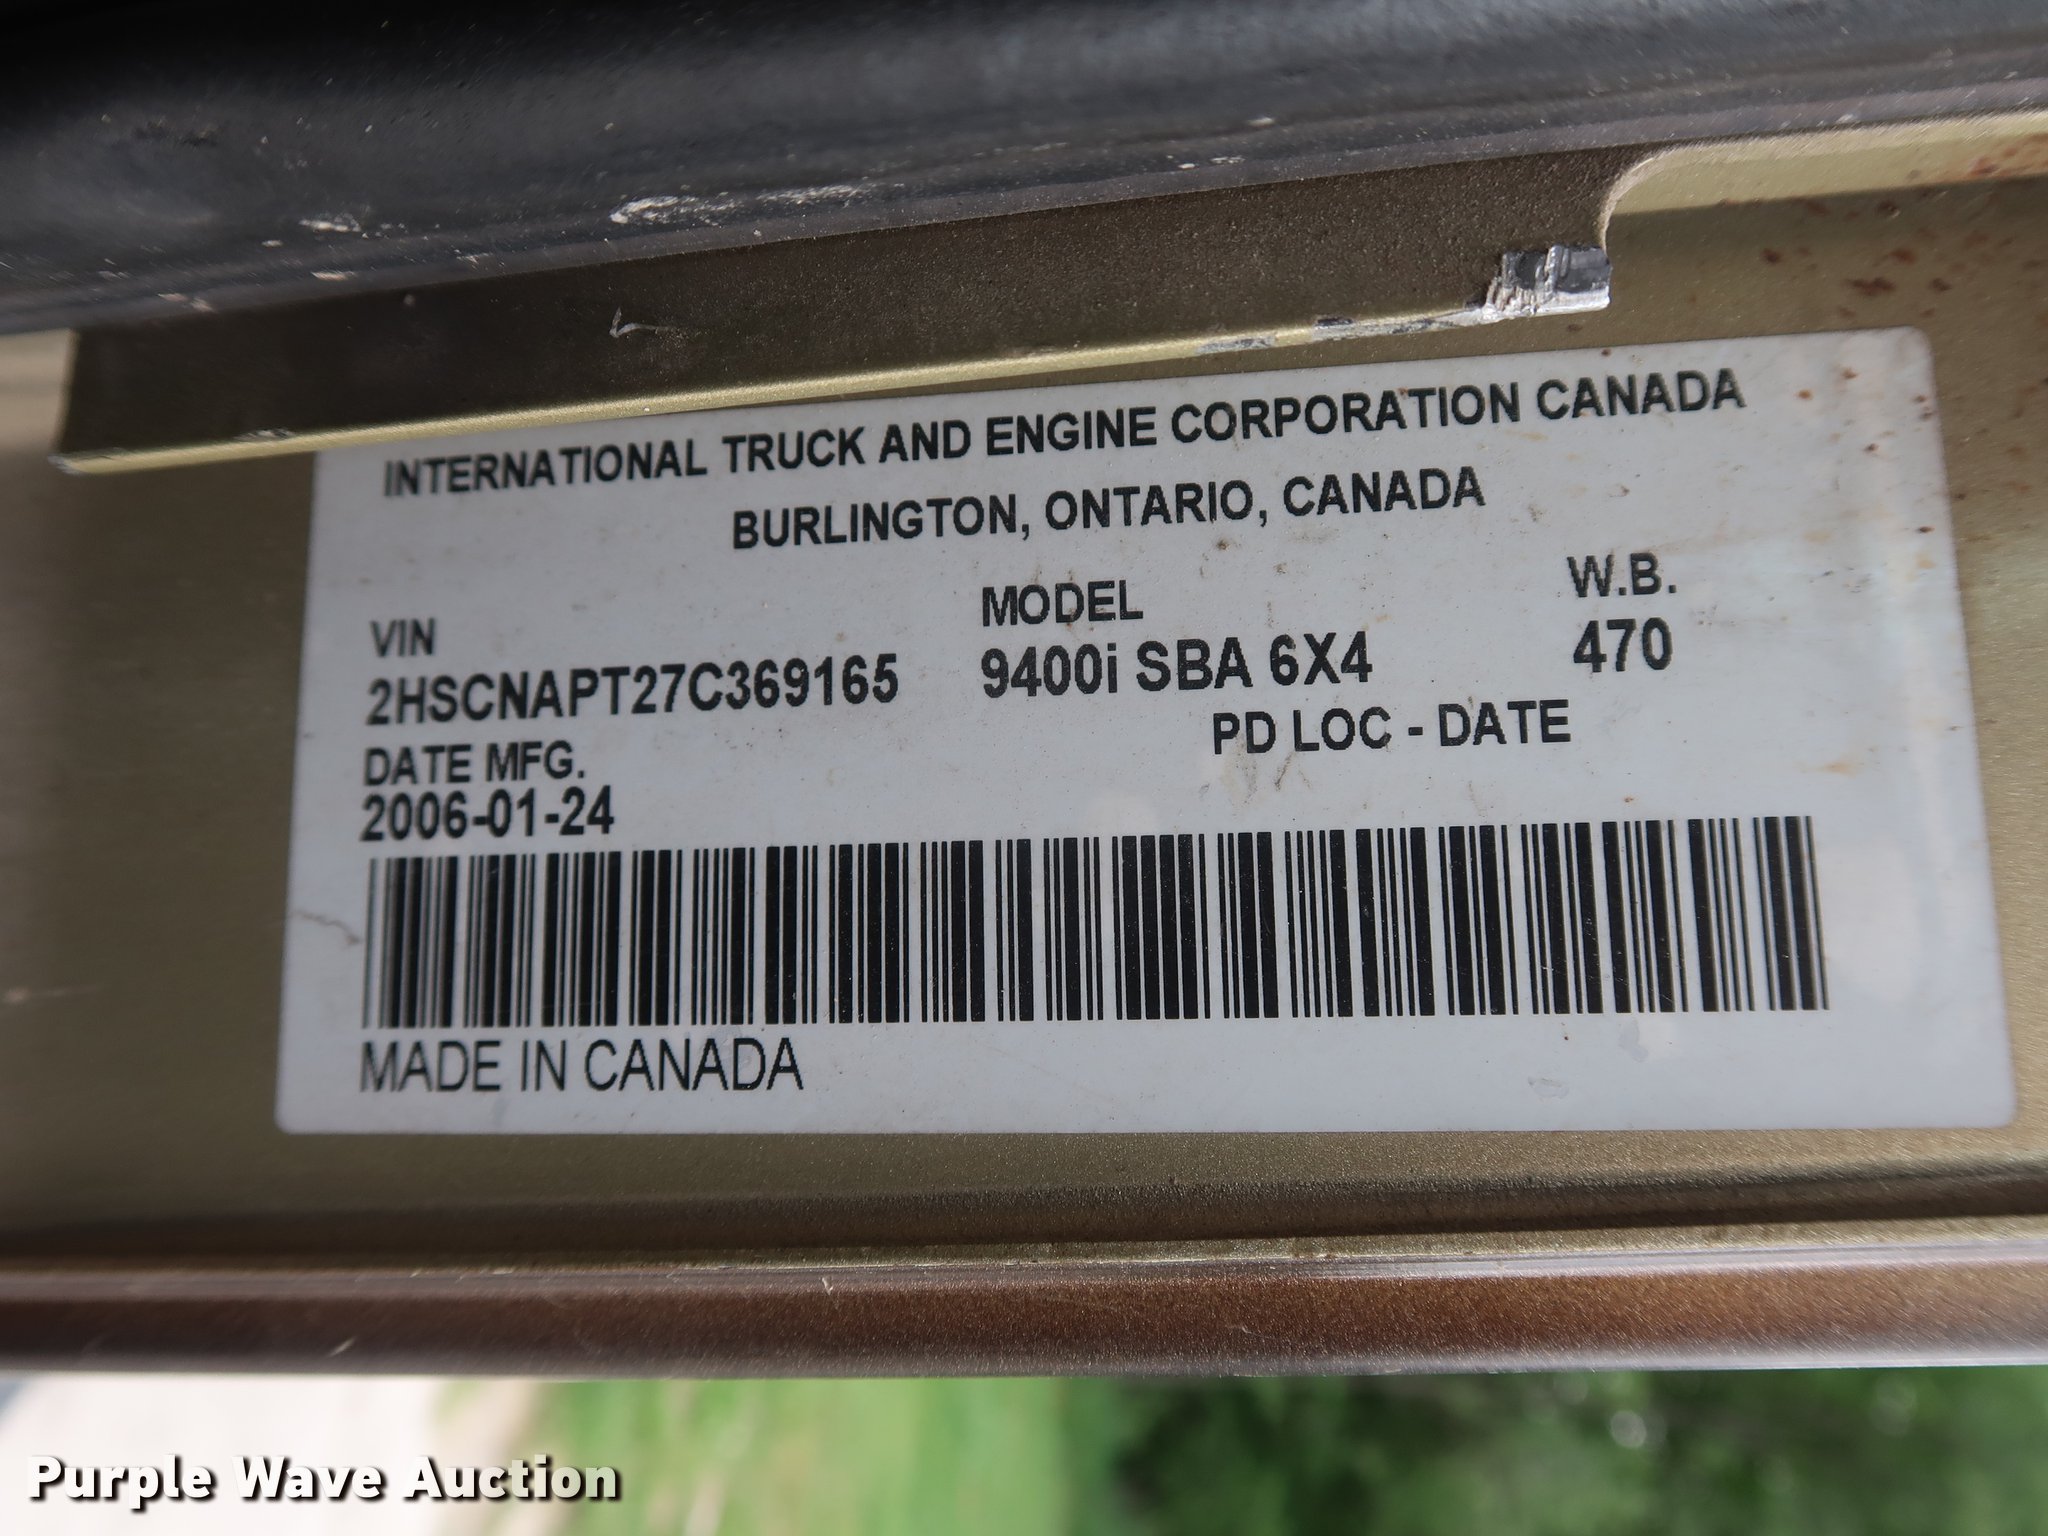 INTERNATIONAL TRUCK AND ENGINE CORPORATION CANADA
BURLINGTON, ONTARIO, CANADA
VIN MODEL W.B.
2HSCNAPT27C369165 9400i SBA 6X4 470
DATE MFG. PD LOC - DATE
2006-01-24
MADE IN CANADA
Purple Wave Auction